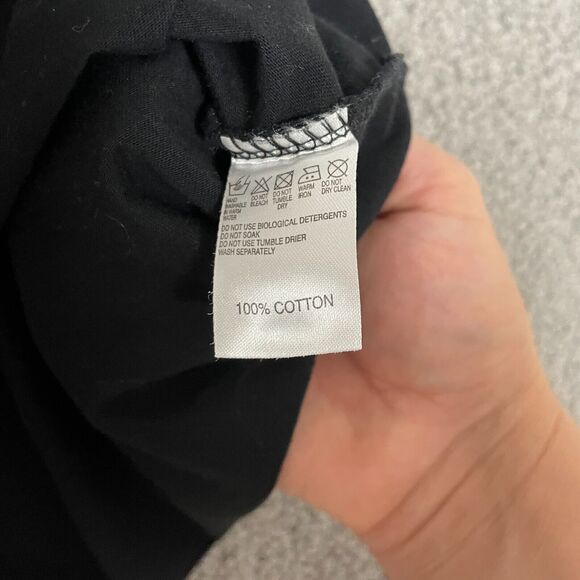 HAND WASHABLE IN WARM WATER
DO NOT BLEACH
DO NOT TUMBLE DRY
WARM IRON
DO NOT DRY CLEAN
DO NOT USE BIOLOGICAL DETERGENTS
DO NOT SOAK
DO NOT USE TUMBLE DRIER
WASH SEPARATELY
100% COTTON